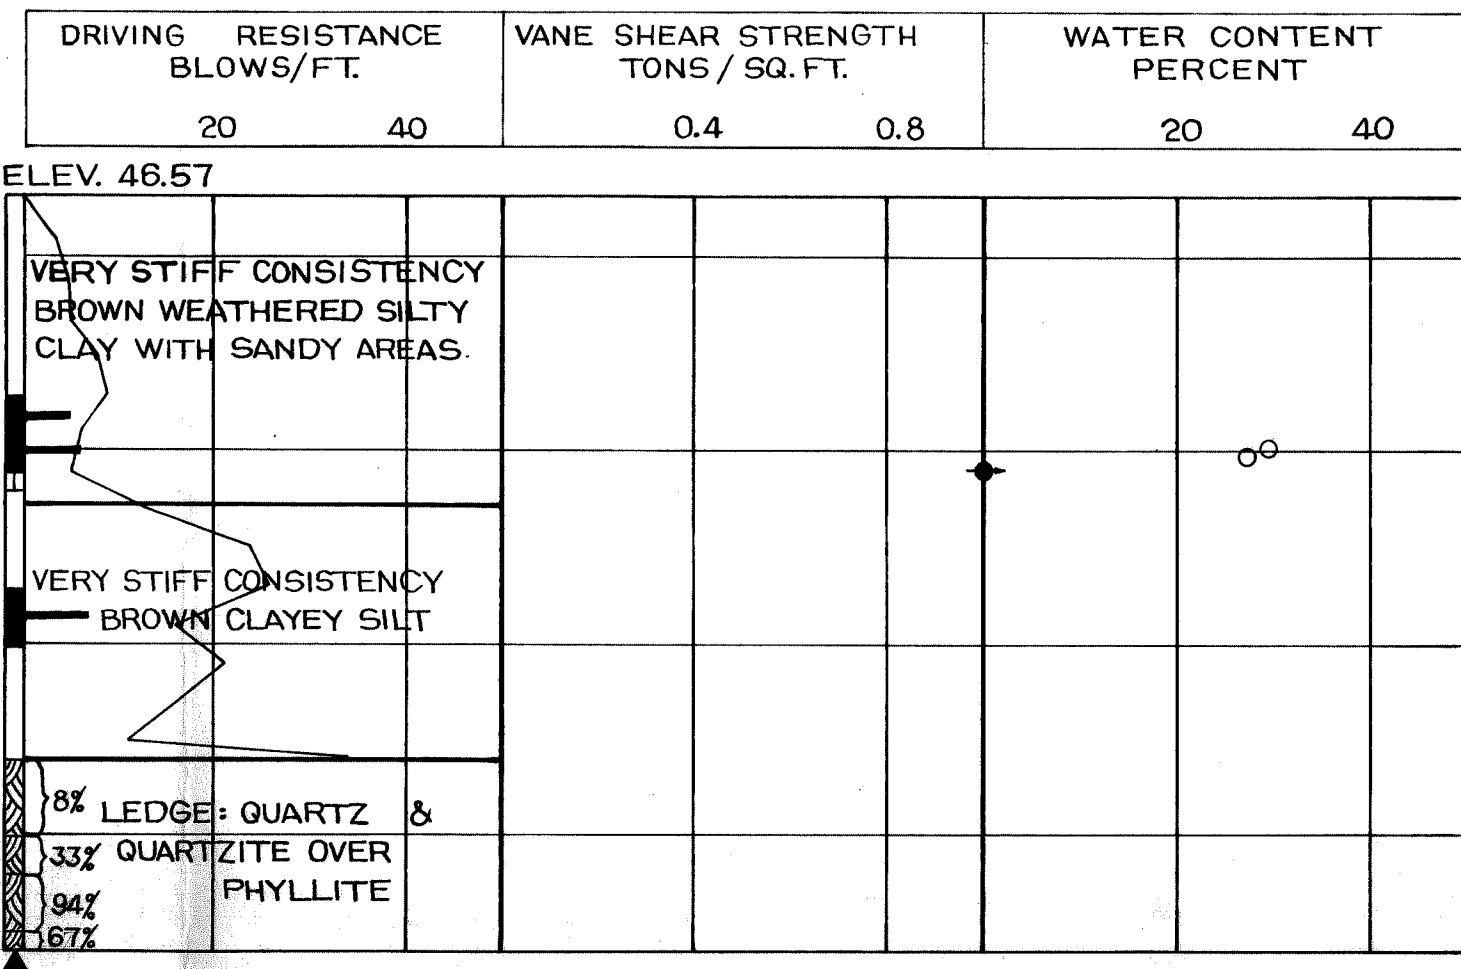 DRIVING RESISTANCE
BLOWS/FT.
20 40
VANE SHEAR STRENGTH
TONS / SQ. FT.
0.4 0.8
WATER CONTENT
PERCENT
20 40
ELEV. 46.57
VERY STIFF CONSISTENCY
BROWN WEATHERED SILTY
CLAY WITH SANDY AREAS.
VERY STIFF CONSISTENCY
BROWN CLAYEY SILT
8% LEDGE: QUARTZ &
33% QUARTZITE OVER
PHYLLITE
94%
67%